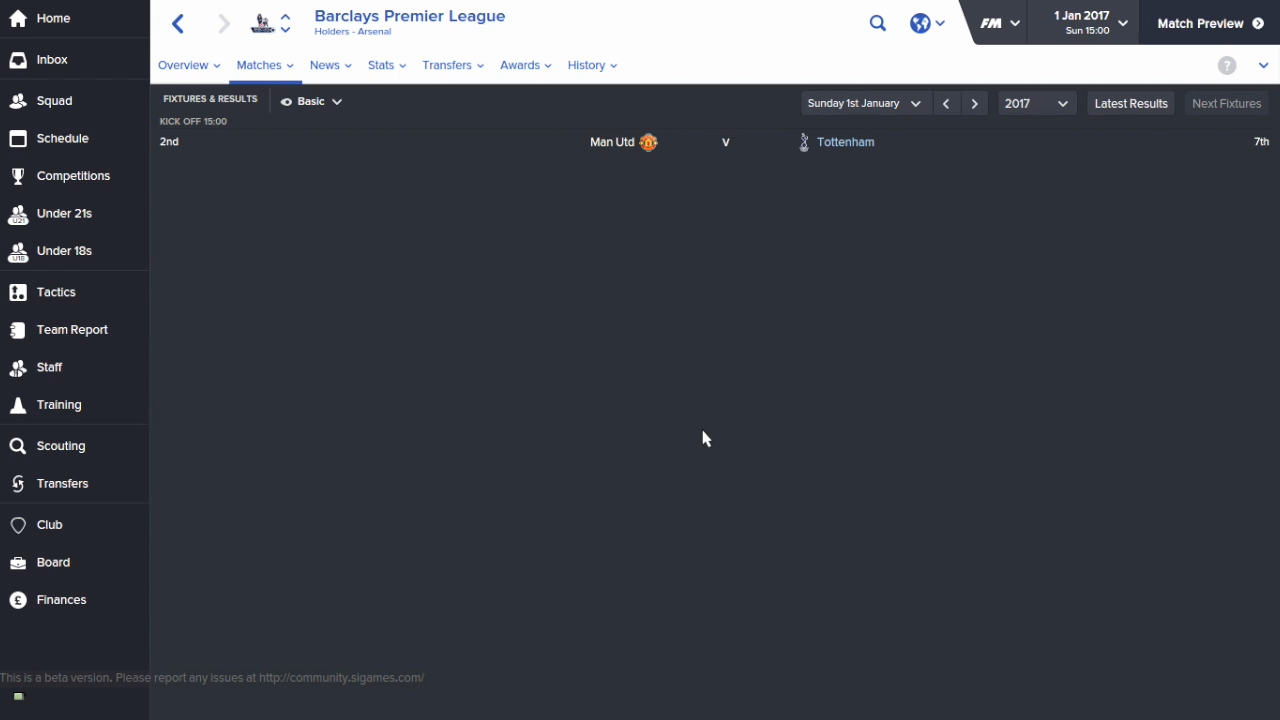 Home
Inbox
Squad
Schedule
Competitions
Under 21s
Under 18s
Tactics
Team Report
Staff
Training
Scouting
Transfers
Club
Board
Finances
Barclays Premier League
Holders - Arsenal
FM
1 Jan 2017
Sun 15:00
Match Preview
Overview
Matches
News
Stats
Transfers
Awards
History
?
FIXTURES & RESULTS
Basic
Sunday 1st January
2017
Latest Results
Next Fixtures
KICK OFF 15:00
2nd Man Utd v Tottenham 7th
This is a beta version. Please report any issues at http://community.sigames.com/